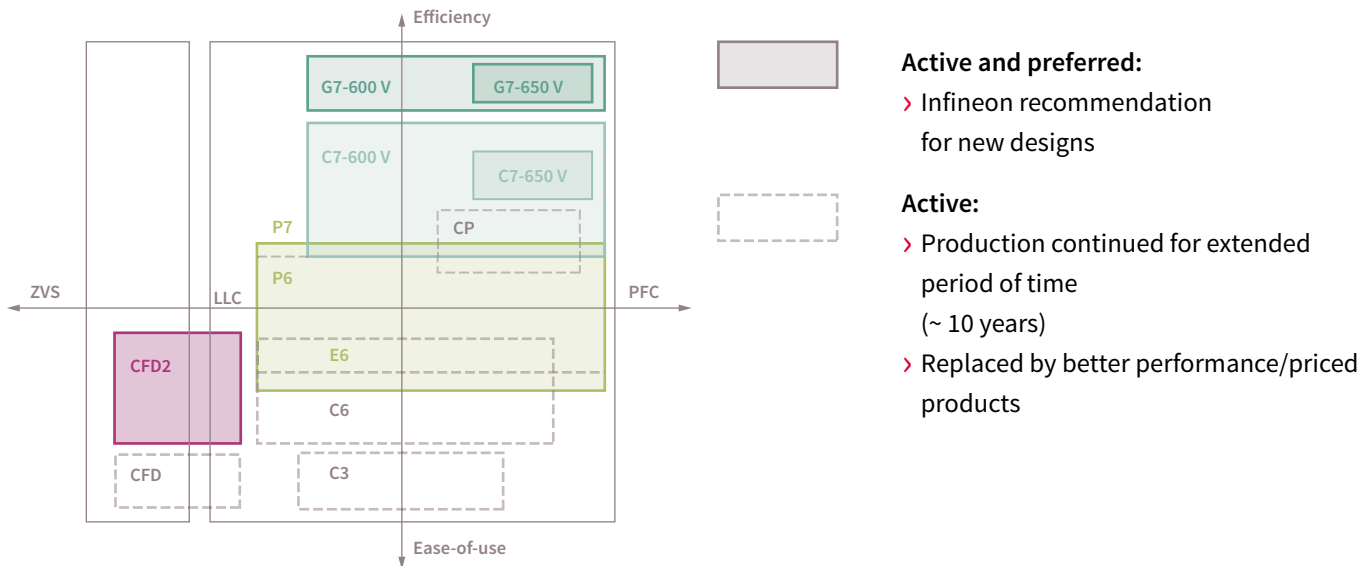 Efficiency
G7-600 V
G7-650 V
C7-600 V
C7-650 V
CP
P7
P6
ZVS
LLC
PFC
CFD2
E6
C6
CFD
C3
Ease-of-use
Active and preferred:
› Infineon recommendation
for new designs
Active:
› Production continued for extended
period of time
(~ 10 years)
› Replaced by better performance/priced
products